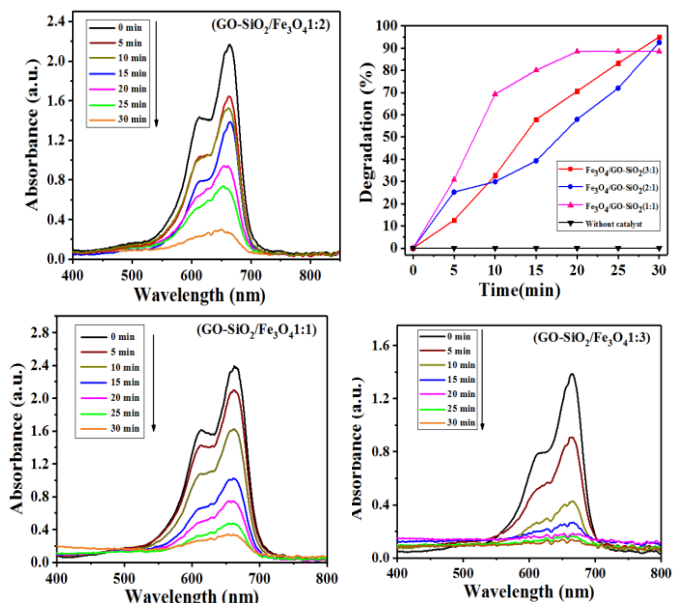 (GO-SiO₂/Fe₃O₄1:2)
0 min
5 min
10 min
15 min
20 min
25 min
30 min
Absorbance (a.u.)
2.4
2.0
1.6
1.2
0.8
0.4
0.0
400 500 600 700 800
Wavelength (nm)
Degradation (%)
100
90
80
70
60
50
40
30
20
10
0
Fe₃O₄/GO-SiO₂(3:1)
Fe₃O₄/GO-SiO₂(2:1)
Fe₃O₄/GO-SiO₂(1:1)
Without catalyst
0 5 10 15 20 25 30
Time(min)
(GO-SiO₂/Fe₃O₄1:1)
0 min
5 min
10 min
15 min
20 min
25 min
30 min
Absorbance (a.u.)
2.8
2.4
2.0
1.6
1.2
0.8
0.4
0.0
400 500 600 700 800
Wavelength (nm)
(GO-SiO₂/Fe₃O₄1:3)
0 min
5 min
10 min
15 min
20 min
25 min
30 min
Absorbance (a.u.)
1.6
1.2
0.8
0.4
0.0
400 500 600 700 800
Wavelength (nm)